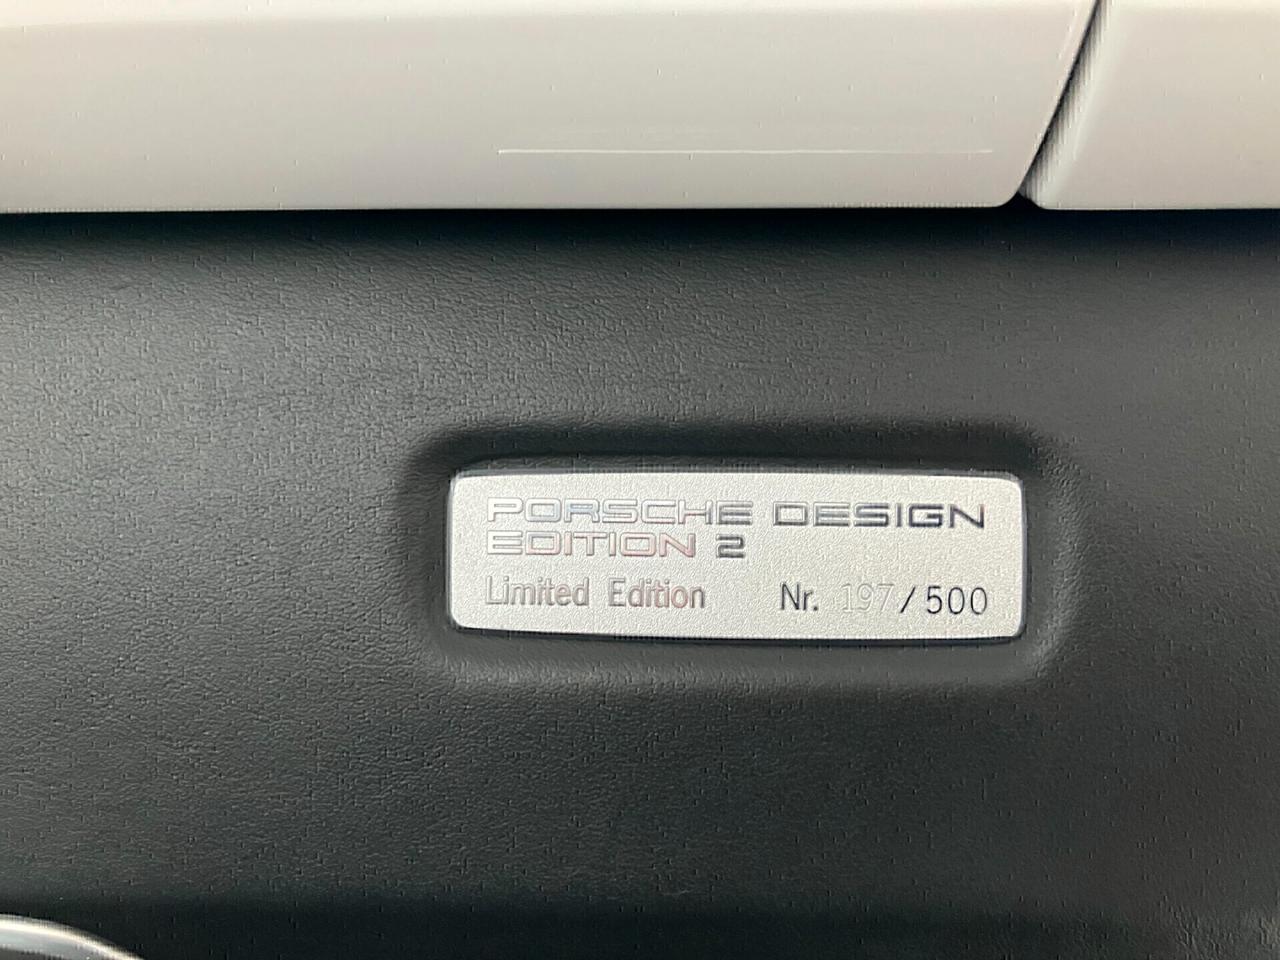 PORSCHE DESIGN
EDITION 2
Limited Edition Nr. 197/500